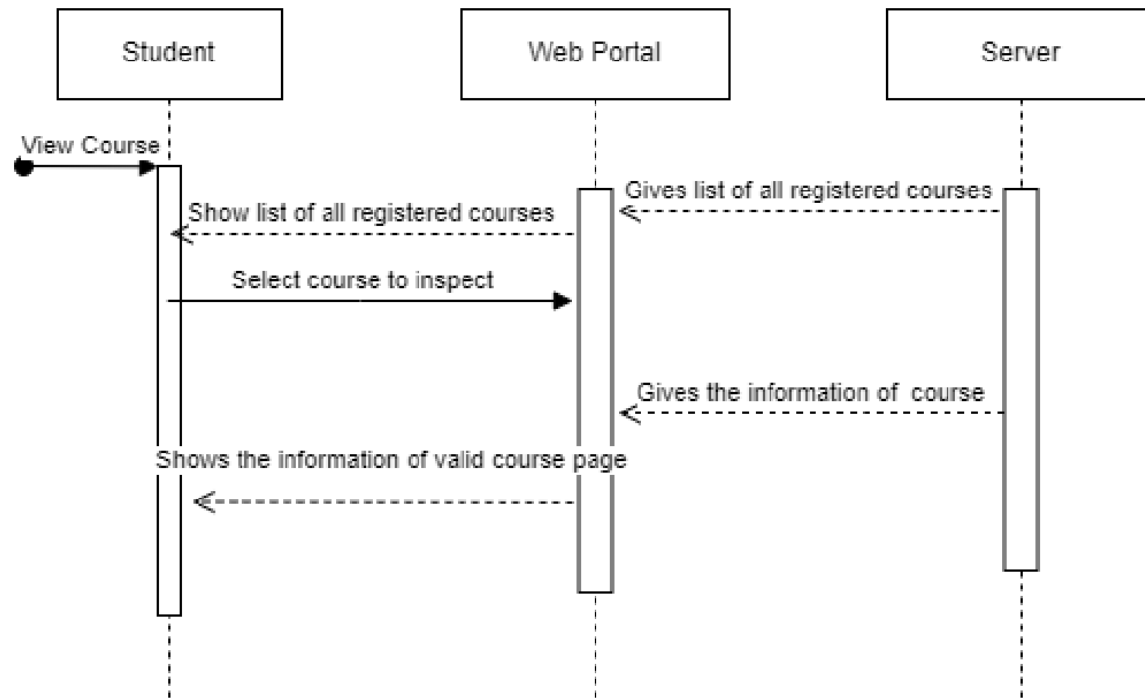 Student
Web Portal
Server
View Course
Gives list of all registered courses
Show list of all registered courses
Select course to inspect
Gives the information of  course
Shows the information of valid course page